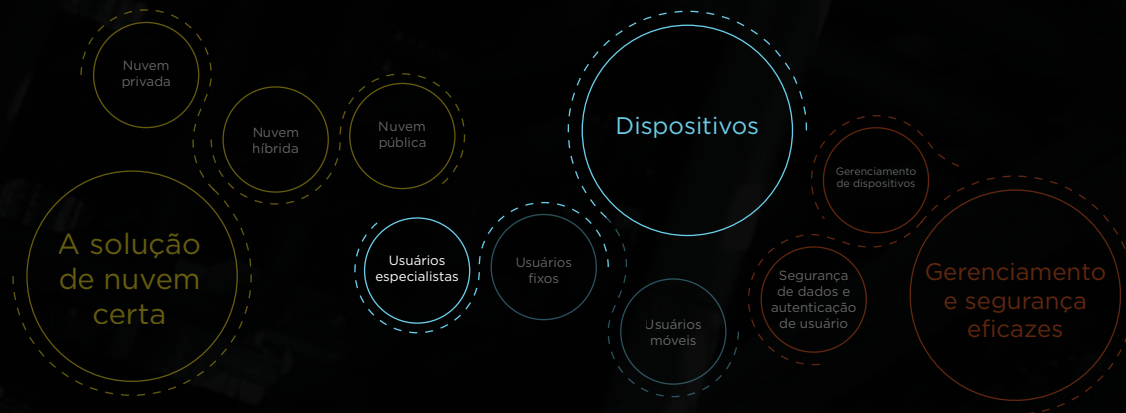 Nuvem
privada
Nuvem
híbrida
Nuvem
pública
A solução
de nuvem
certa
Dispositivos
Usuários
especialistas
Usuários
fixos
Usuários
móveis
Gerenciamento
de dispositivos
Segurança
de dados e
autenticação
de usuário
Gerenciamento
e segurança
eficazes